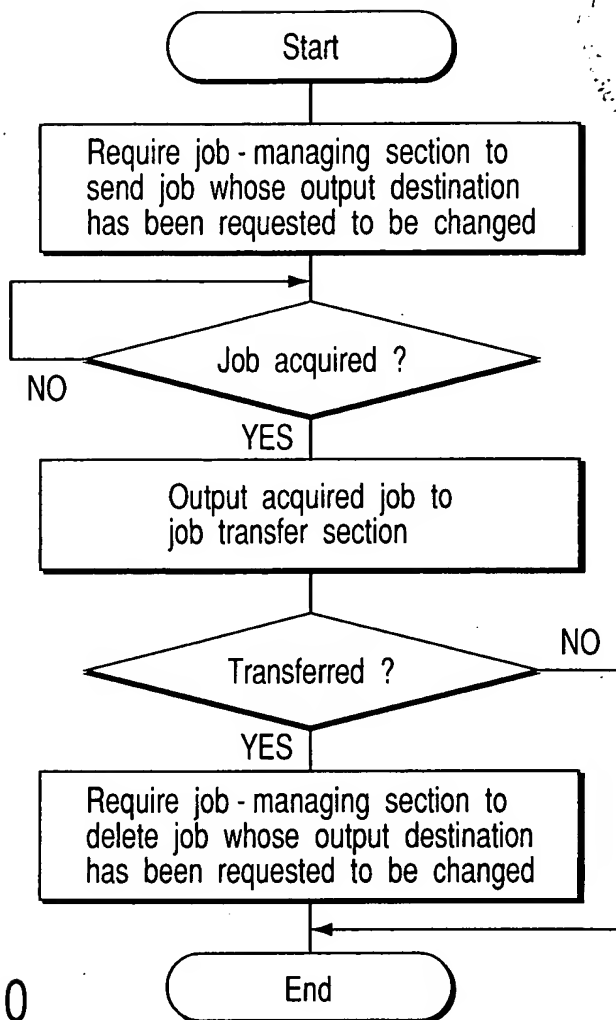 Start
Require job - managing section to
send job whose output destination
has been requested to be changed
Job acquired ?
NO
YES
Output acquired job to
job transfer section
Transferred ?
NO
YES
Require job - managing section to
delete job whose output destination
has been requested to be changed
End
0